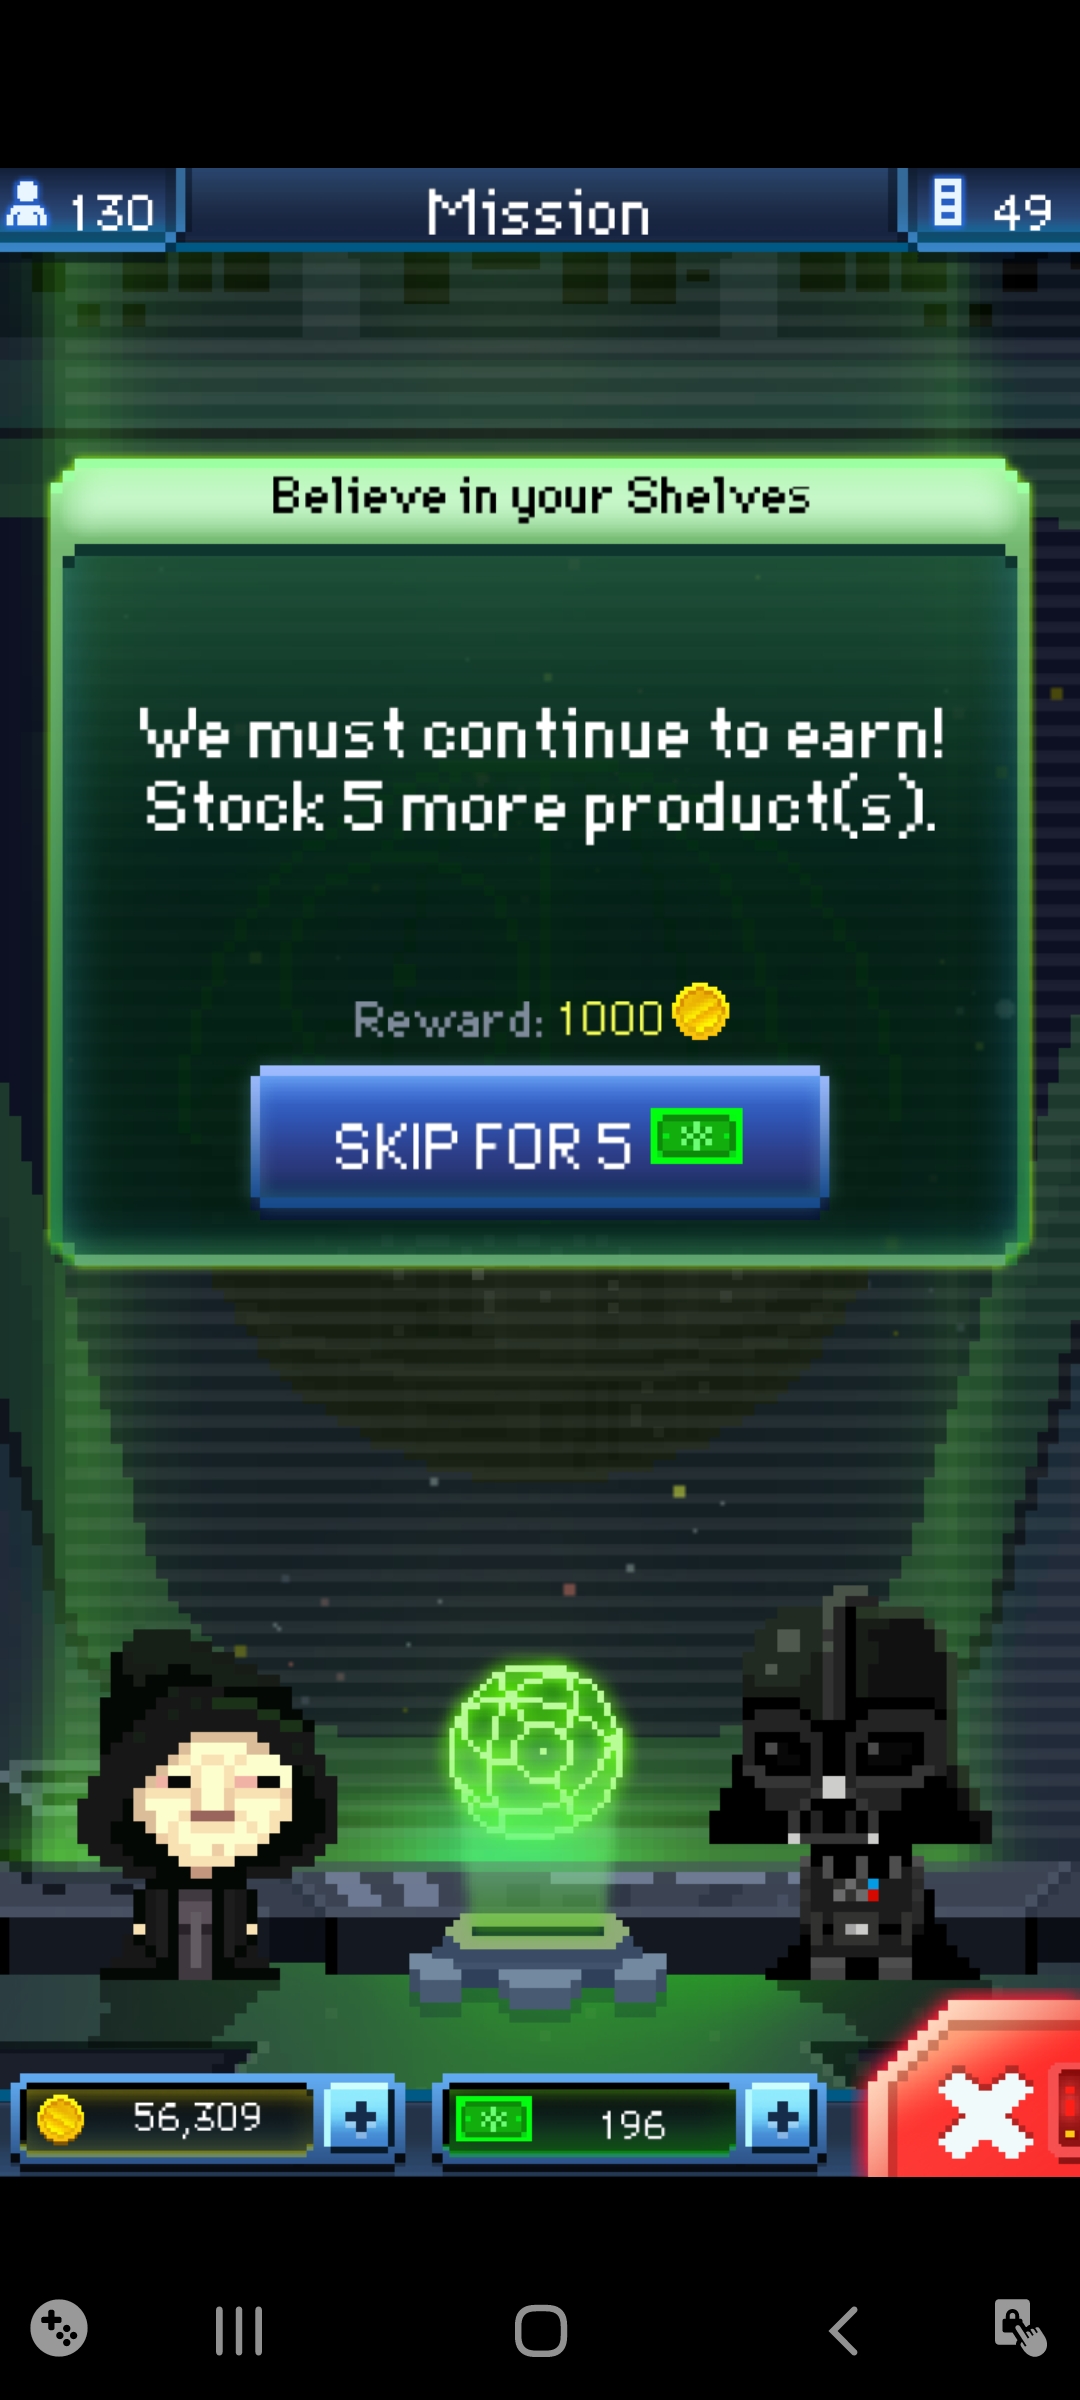 130
Mission
49
Believe in your Shelves
We must continue to earn!
Stock 5 more product(s).
Reward: 1000
SKIP FOR 5
56,309
196